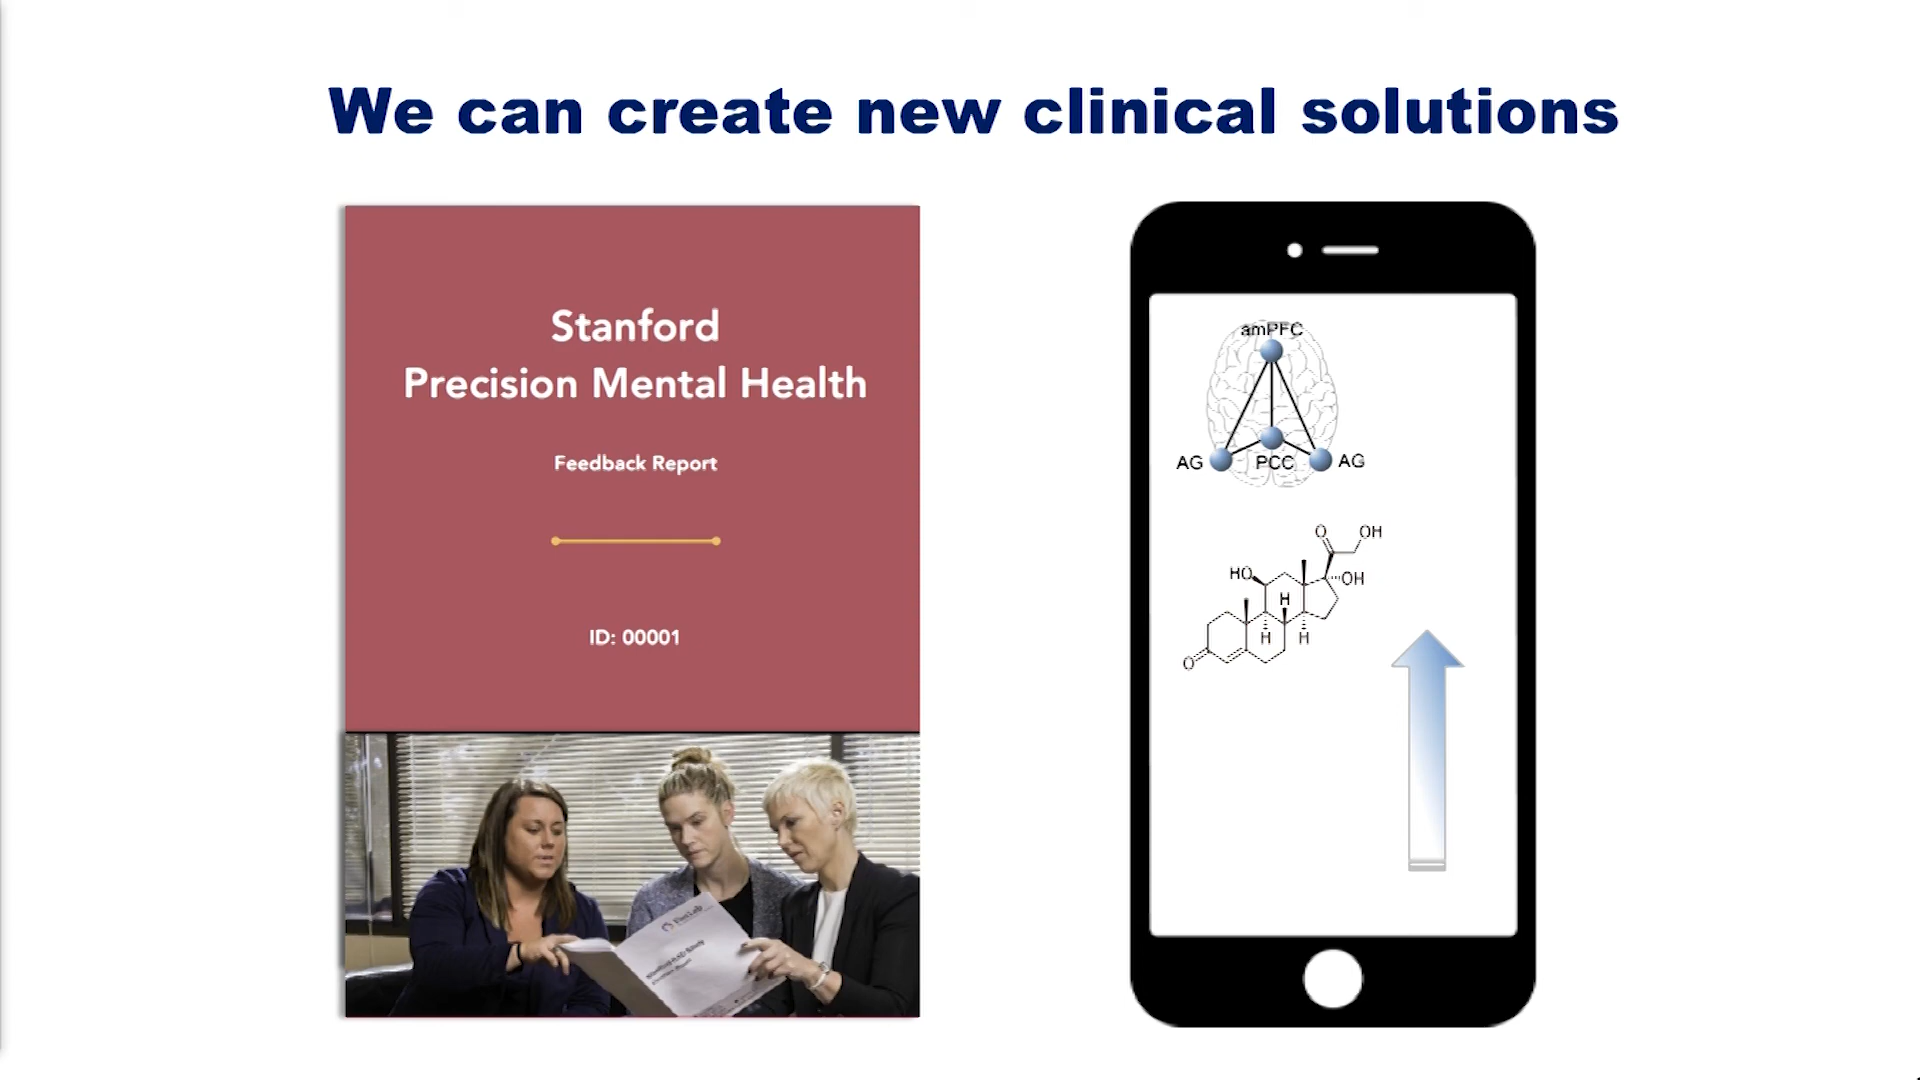 We can create new clinical solutions
Stanford
Precision Mental Health
Feedback Report
ID: 00001
amPFC
AG
PCC
AG
O
OH
HO
OH
H
H
H
O